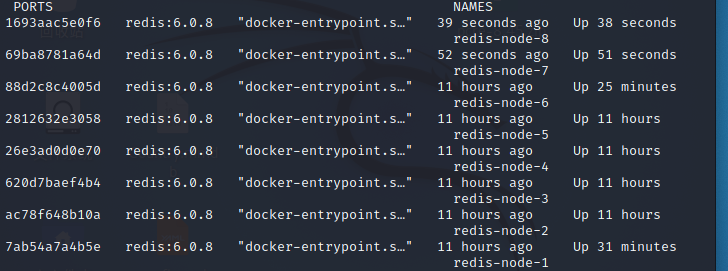 PORTS NAMES
1693aac5e0f6 redis:6.0.8 "docker-entrypoint.s…" 39 seconds ago Up 38 seconds
redis-node-8
69ba8781a64d redis:6.0.8 "docker-entrypoint.s…" 52 seconds ago Up 51 seconds
redis-node-7
88d2c8c4005d redis:6.0.8 "docker-entrypoint.s…" 11 hours ago Up 25 minutes
redis-node-6
2812632e3058 redis:6.0.8 "docker-entrypoint.s…" 11 hours ago Up 11 hours
redis-node-5
26e3ad0d0e70 redis:6.0.8 "docker-entrypoint.s…" 11 hours ago Up 11 hours
redis-node-4
620d7baef4b4 redis:6.0.8 "docker-entrypoint.s…" 11 hours ago Up 11 hours
redis-node-3
ac78f648b10a redis:6.0.8 "docker-entrypoint.s…" 11 hours ago Up 11 hours
redis-node-2
7ab54a7a4b5e redis:6.0.8 "docker-entrypoint.s…" 11 hours ago Up 31 minutes
redis-node-1